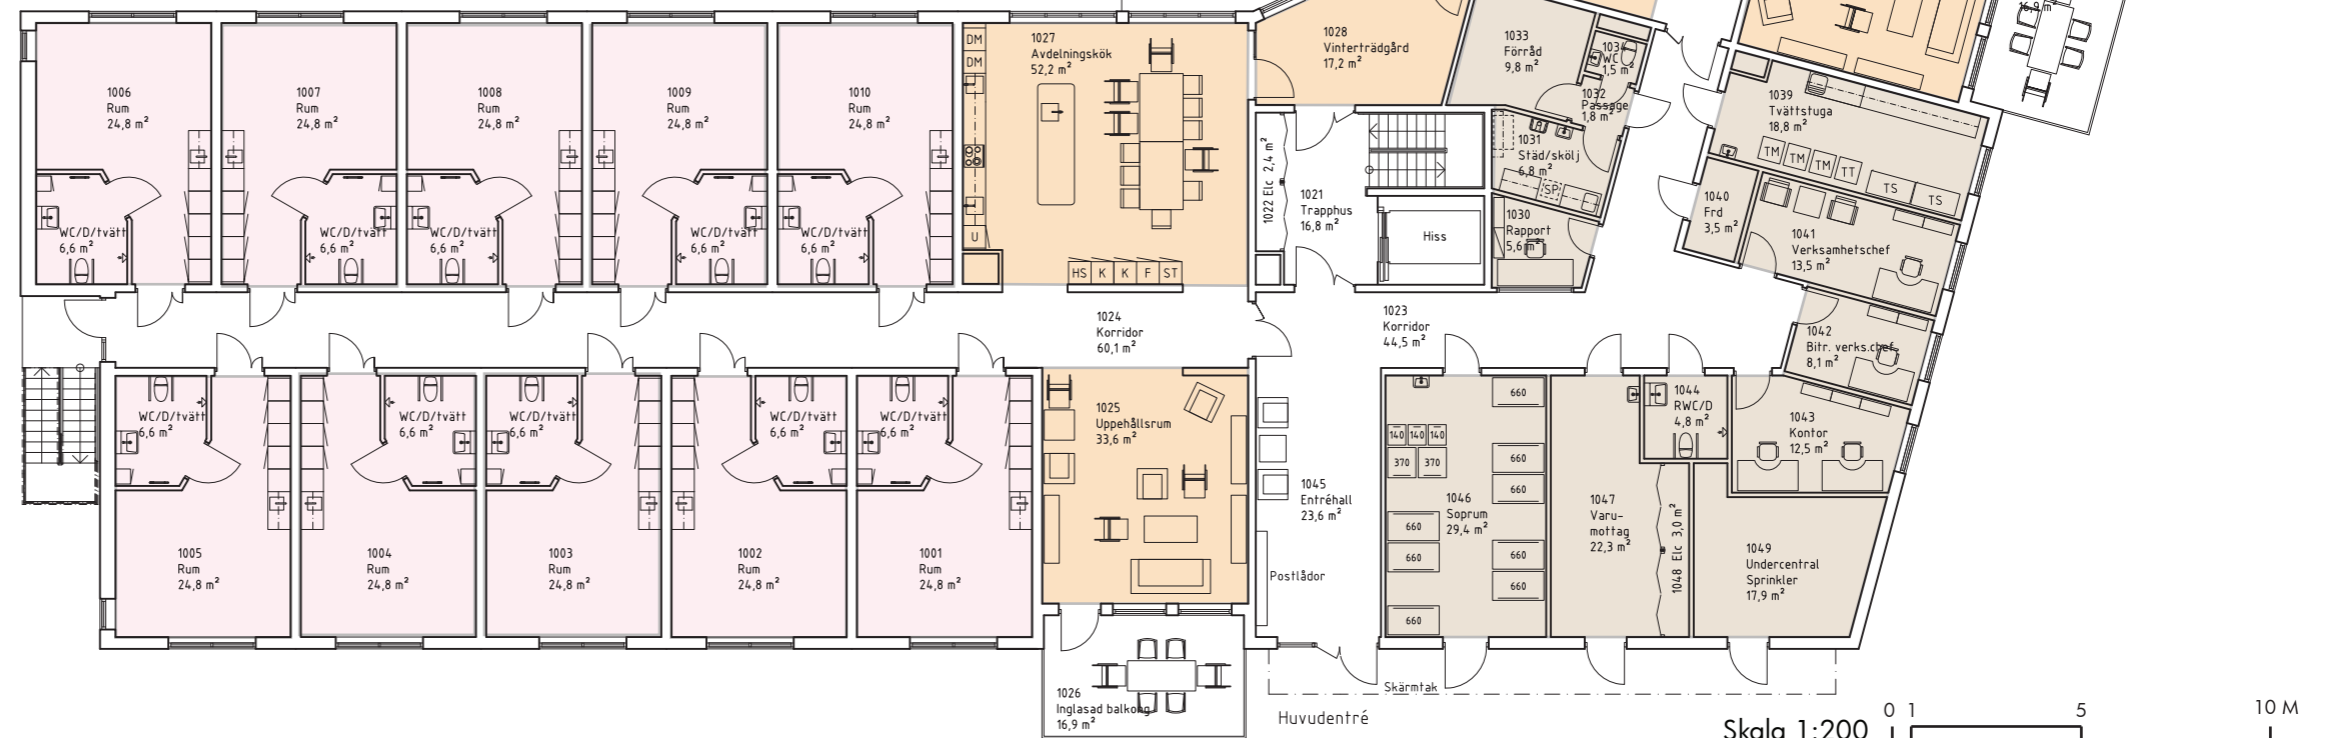 1006
Rum
24,8 m²
1007
Rum
24,8 m²
1008
Rum
24,8 m²
1009
Rum
24,8 m²
1010
Rum
24,8 m²
WC/D/tvätt
6,6 m²
WC/D/tvätt
6,6 m²
WC/D/tvätt
6,6 m²
WC/D/tvätt
6,6 m²
WC/D/tvätt
6,6 m²
DM
DM
U
1027
Avdelningskök
52,2 m²
HS K K F ST
1028
Vinterträdgård
17,2 m²
1033
Förråd
9,8 m²
1034
WC
1,5 m²
1032
Passage
1,8 m²
1031
Städ/skölj
6,8 m²
SP
1030
Rapport
5,6 m²
1022 Elc 2,4 m²
1021
Trapphus
16,8 m²
Hiss
16,9 m²
1039
Tvättstuga
18,8 m²
TM TM TM TT TS TS
1040
Frd
3,5 m²
1041
Verksamhetschef
13,5 m²
1042
Bitr. verks.chef
8,1 m²
1024
Korridor
60,1 m²
1023
Korridor
44,5 m²
WC/D/tvätt
6,6 m²
WC/D/tvätt
6,6 m²
WC/D/tvätt
6,6 m²
WC/D/tvätt
6,6 m²
WC/D/tvätt
6,6 m²
1005
Rum
24,8 m²
1004
Rum
24,8 m²
1003
Rum
24,8 m²
1002
Rum
24,8 m²
1001
Rum
24,8 m²
1025
Uppehållsrum
33,6 m²
1026
Inglasad balkong
16,9 m²
1045
Entréhall
23,6 m²
Postlådor
140 140 140
370 370
660
660
660
660
660
660
660
660
1046
Soprum
29,4 m²
1047
Varu-
mottag
22,3 m²
1048 Elc 3,0 m²
1044
RWC/D
4,8 m²
1043
Kontor
12,5 m²
1049
Undercentral
Sprinkler
17,9 m²
Skärmtak
Huvudentré
Skala 1:200
0 1 5 10 M